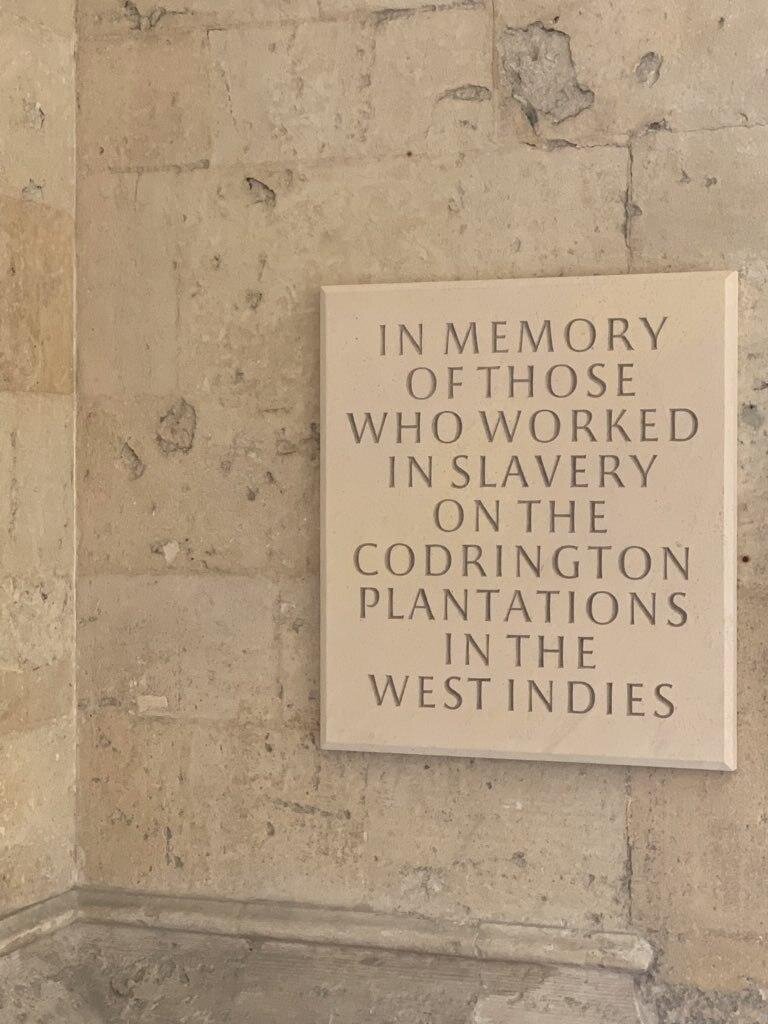 IN MEMORY
OF THOSE
WHO WORKED
IN SLAVERY
ON THE
CODRINGTON
PLANTATIONS
IN THE
WEST INDIES